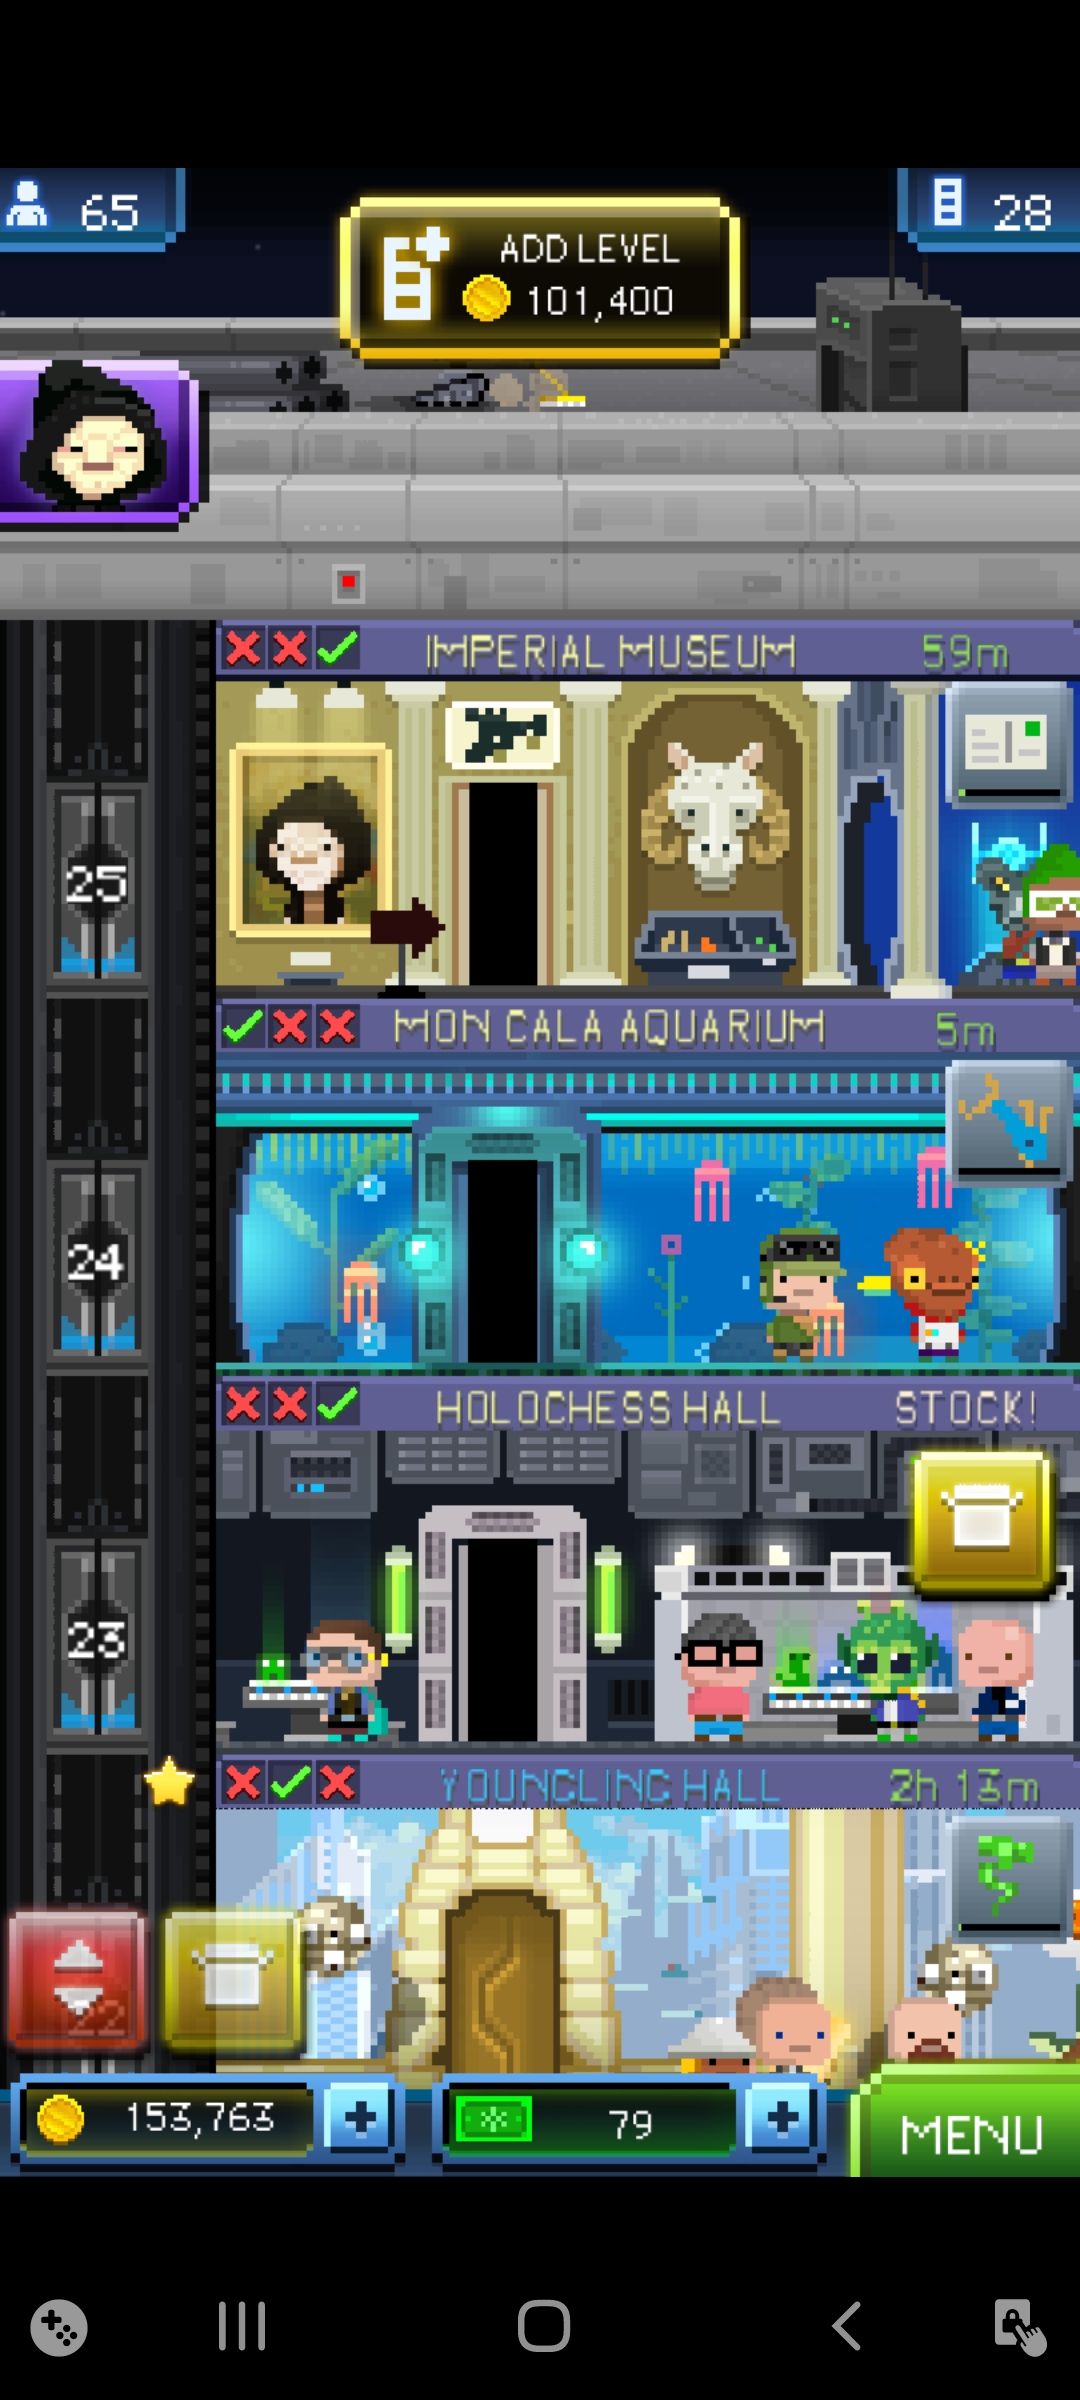 65
ADD LEVEL
101,400
28
IMPERIAL MUSEUM 59m
25
MON CALA AQUARIUM 5m
24
HOLOCHESS HALL STOCK!
23
YOUNGLING HALL 2h 13m
22
153,763
79
MENU